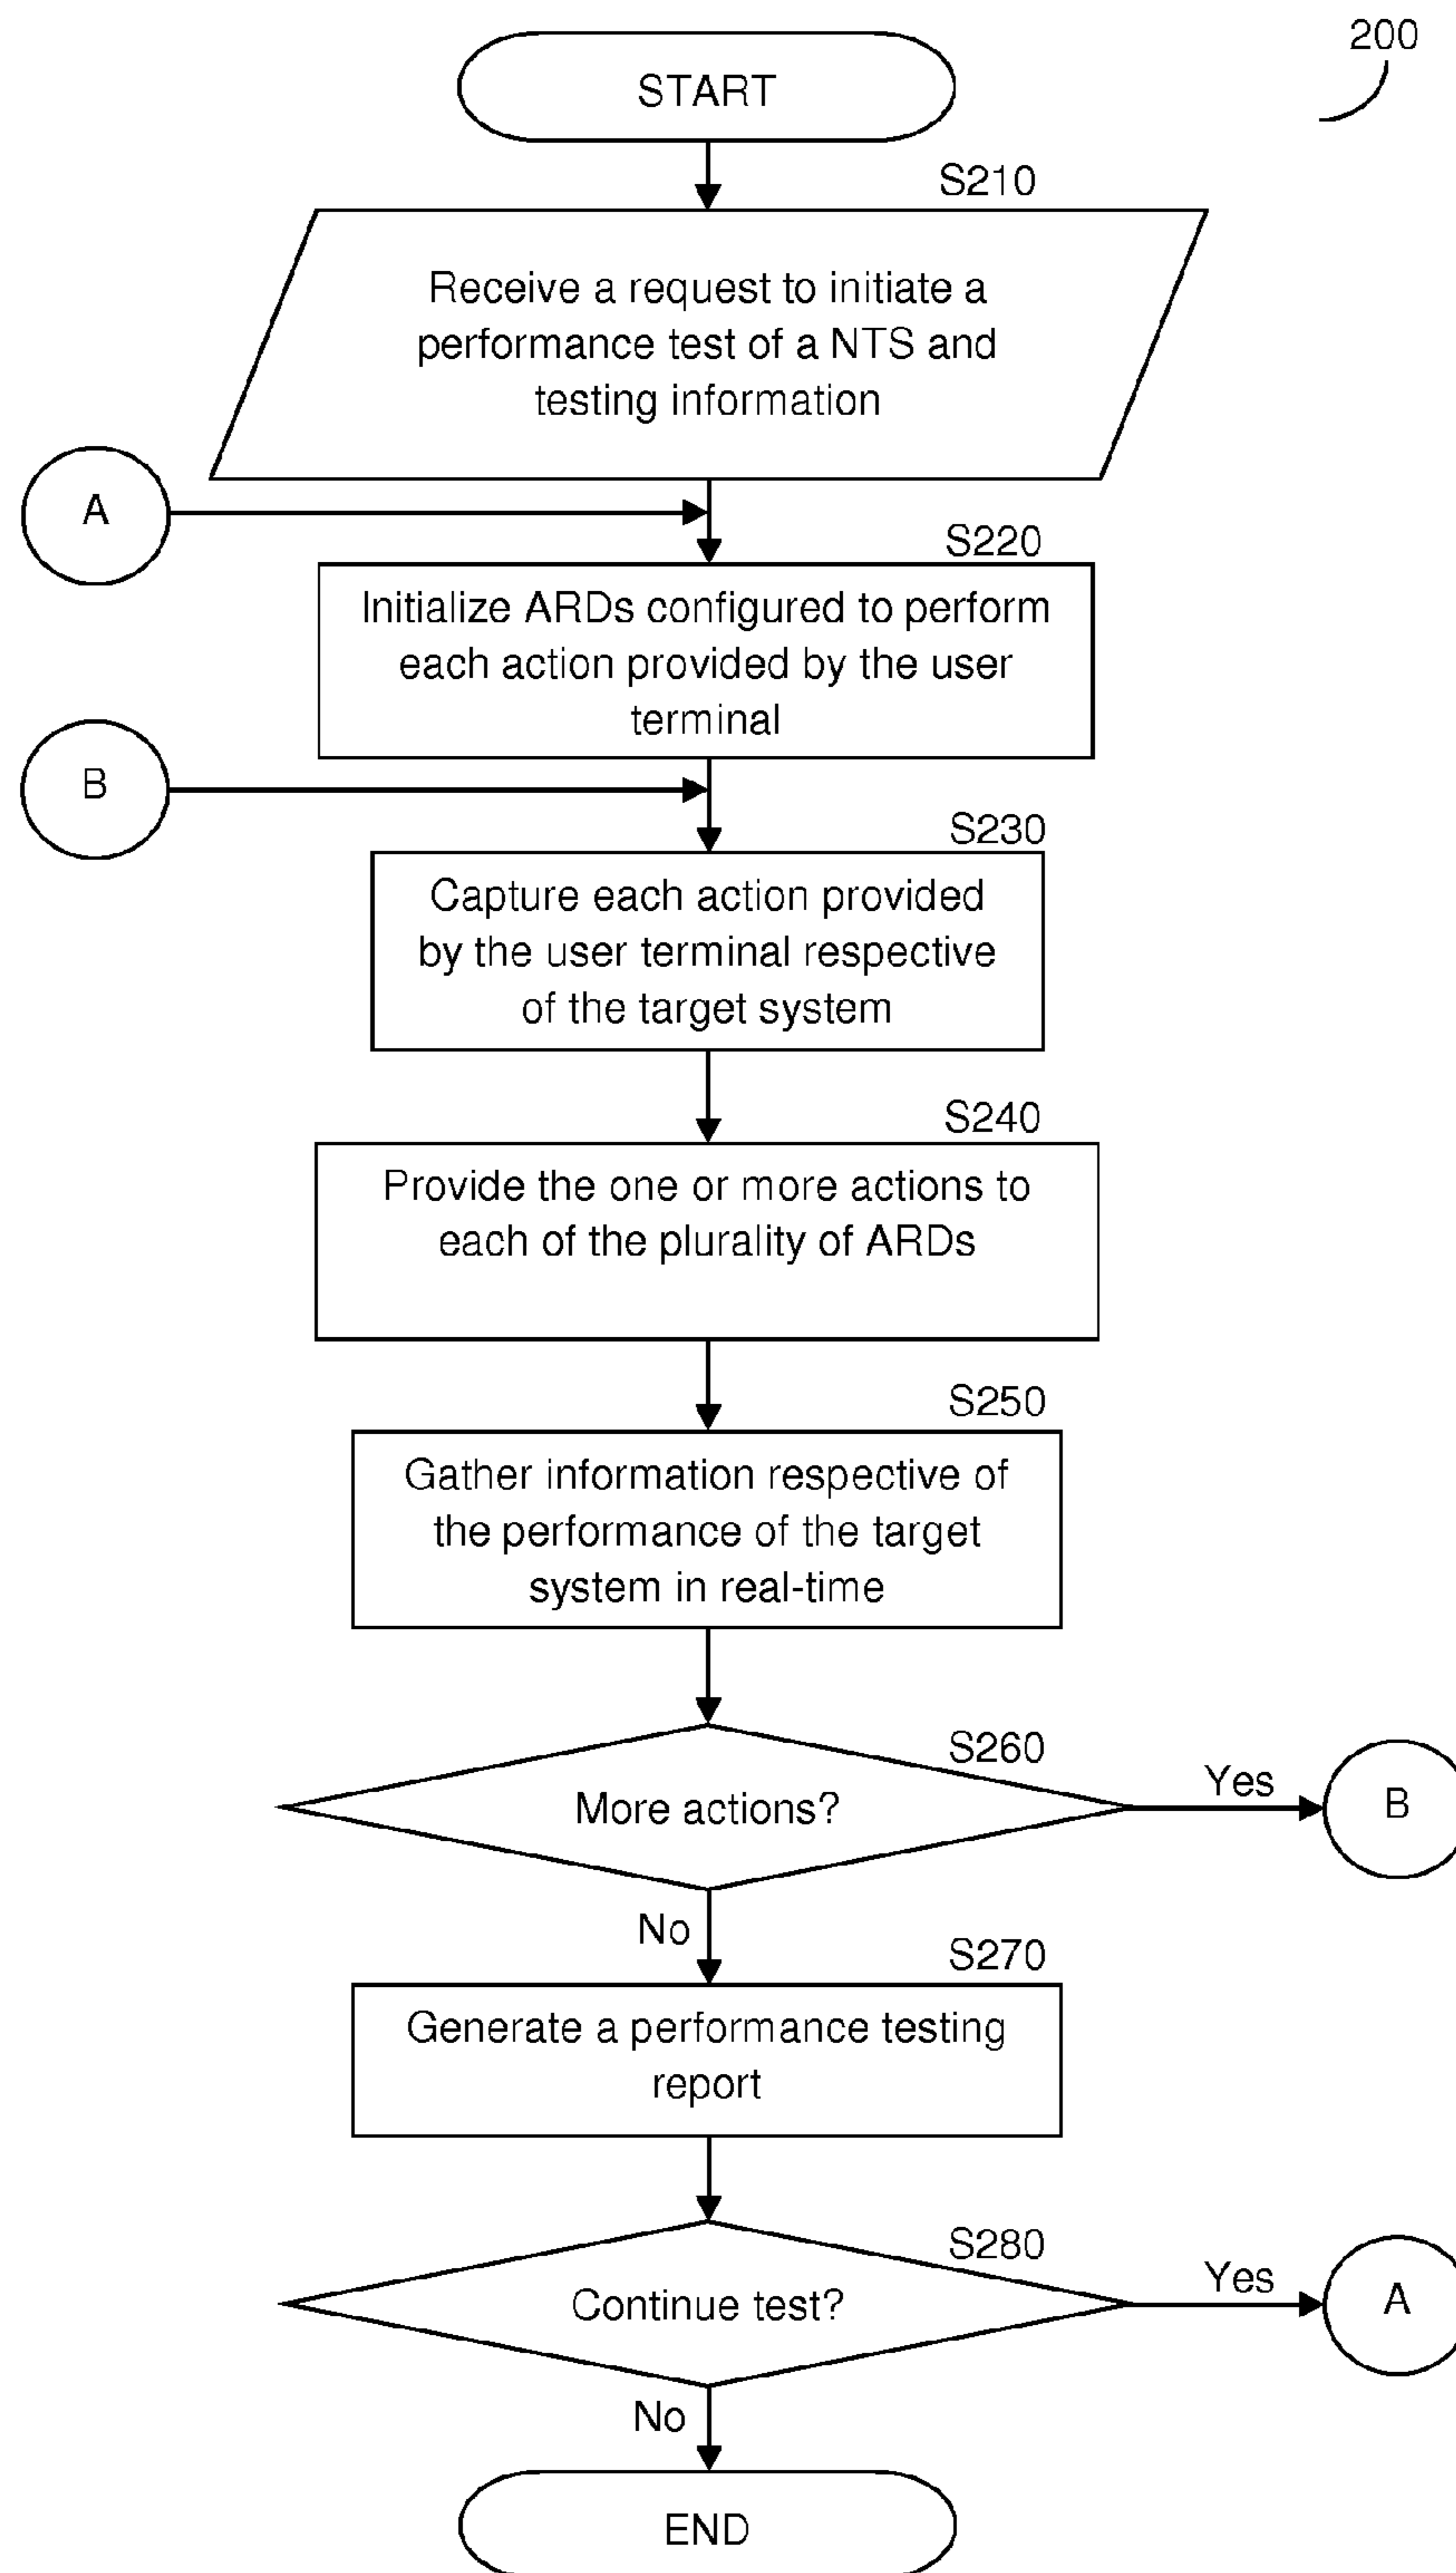 200
START
S210
Receive a request to initiate a
performance test of a NTS and
testing information
A
S220
Initialize ARDs configured to perform
each action provided by the user
terminal
B
S230
Capture each action provided
by the user terminal respective
of the target system
S240
Provide the one or more actions to
each of the plurality of ARDs
S250
Gather information respective of
the performance of the target
system in real-time
S260
More actions?
Yes
B
No
S270
Generate a performance testing
report
S280
Continue test?
Yes
A
No
END